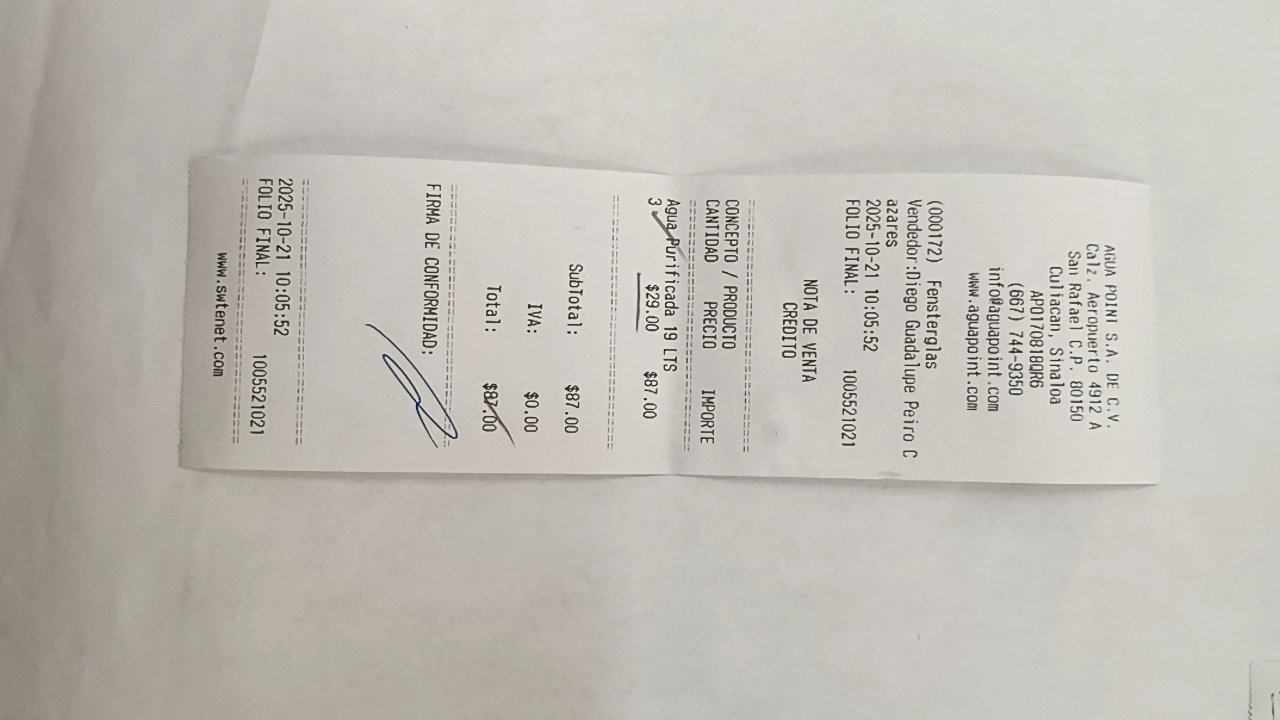 AGUA POINI S.A. DE C.V.
Calz. Aeropuerto 4912 A
San Rafael C.P. 80150
Culiacan, Sinaloa
APO170818QR6
(667) 744-9350
info@aguapoint.com
www.aguapoint.com
(000172) Fensterglas
Vendedor:Diego Guadalupe Peiro C
azares
2025-10-21 10:05:52
FOLIO FINAL: 1005521021
NOTA DE VENTA
CREDITO
CONCEPTO / PRODUCTO
CANTIDAD PRECIO IMPORTE
Agua Purificada 19 LTS
3 $29.00 $87.00
SubTotal: $87.00
IVA: $0.00
Total: $87.00
FIRMA DE CONFORMIDAD:
2025-10-21 10:05:52
FOLIO FINAL: 1005521021
www.swtenet.com